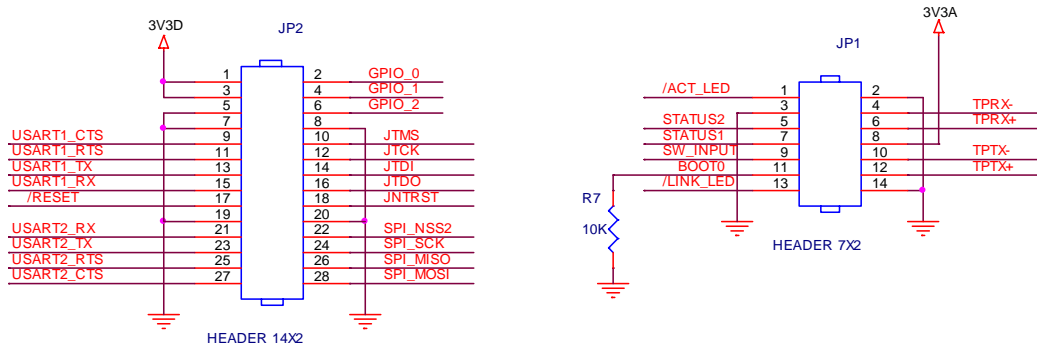 3V3D
JP2
1 2 GPIO_0
3 4 GPIO_1
5 6 GPIO_2
7 8
USART1_CTS 9 10 JTMS
USART1_RTS 11 12 JTCK
USART1_TX 13 14 JTDI
USART1_RX 15 16 JTDO
/RESET 17 18 JNTRST
19 20
USART2_RX 21 22 SPI_NSS2
USART2_TX 23 24 SPI_SCK
USART2_RTS 25 26 SPI_MISO
USART2_CTS 27 28 SPI_MOSI
HEADER 14X2
3V3A
JP1
/ACT_LED 1 2
3 4 TPRX-
STATUS2 5 6 TPRX+
STATUS1 7 8
SW_INPUT 9 10 TPTX-
BOOT0 11 12 TPTX+
/LINK_LED 13 14
R7
10K
HEADER 7X2